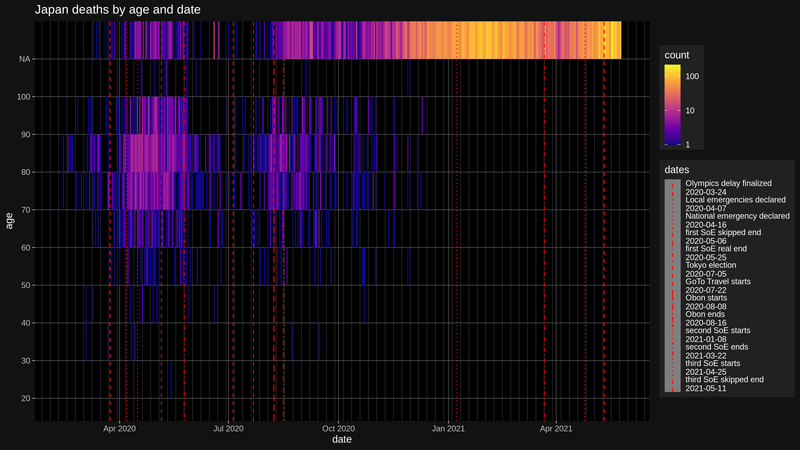 Japan deaths by age and date
NA
100
90
80
70
60
50
40
30
20
age
Apr 2020
Jul 2020
Oct 2020
Jan 2021
Apr 2021
date
count
100
10
1
dates
Olympics delay finalized
2020-03-24
Local emergencies declared
2020-04-07
National emergency declared
2020-04-16
first SoE skipped end
2020-05-06
first SoE real end
2020-05-25
Tokyo election
2020-07-05
GoTo Travel starts
2020-07-22
Obon starts
2020-08-08
Obon ends
2020-08-16
second SoE starts
2021-01-08
second SoE ends
2021-03-22
third SoE starts
2021-04-25
third SoE skipped end
2021-05-11